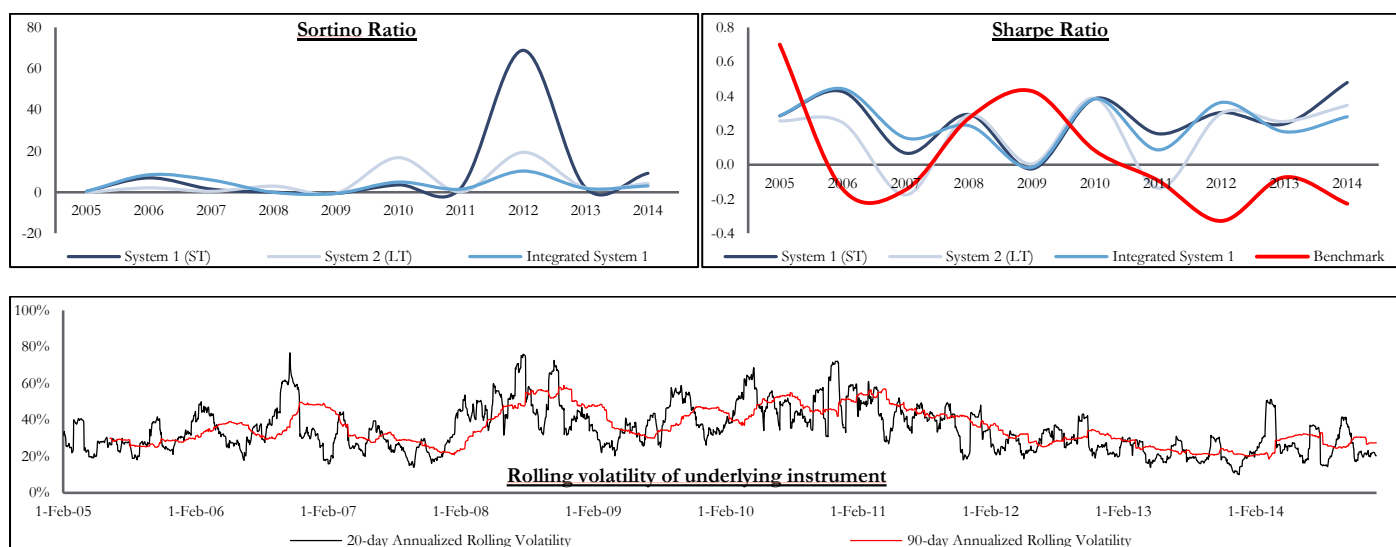 Sortino Ratio
80
60
40
20
0
-20
2005 2006 2007 2008 2009 2010 2011 2012 2013 2014
System 1 (ST) System 2 (LT) Integrated System 1
Sharpe Ratio
0.8
0.6
0.4
0.2
0.0
-0.2
-0.4
2005 2006 2007 2008 2009 2010 2011 2012 2013 2014
System 1 (ST) System 2 (LT) Integrated System 1 Benchmark
100%
80%
60%
40%
20%
0%
Rolling volatility of underlying instrument
1-Feb-05 1-Feb-06 1-Feb-07 1-Feb-08 1-Feb-09 1-Feb-10 1-Feb-11 1-Feb-12 1-Feb-13 1-Feb-14
20-day Annualized Rolling Volatility 90-day Annualized Rolling Volatility